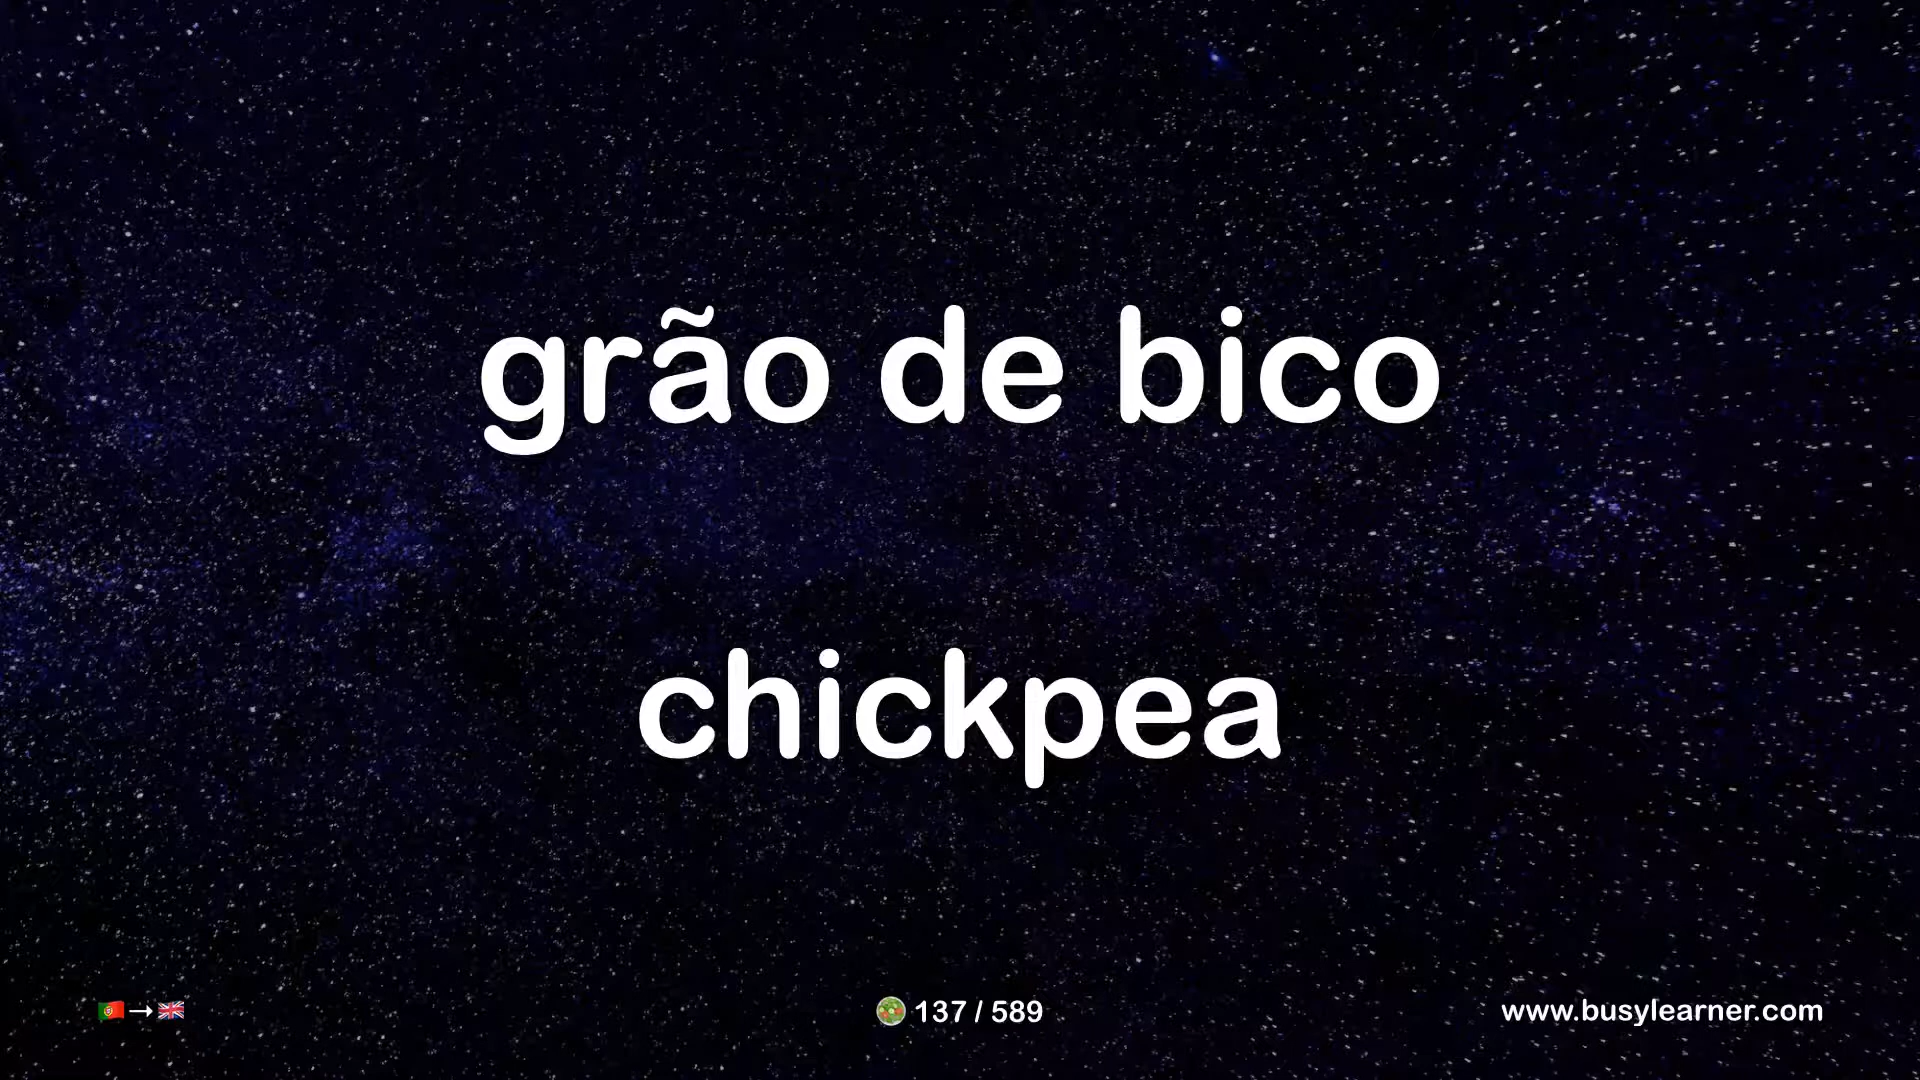 grão de bico
chickpea
→
137 / 589
www.busylearner.com